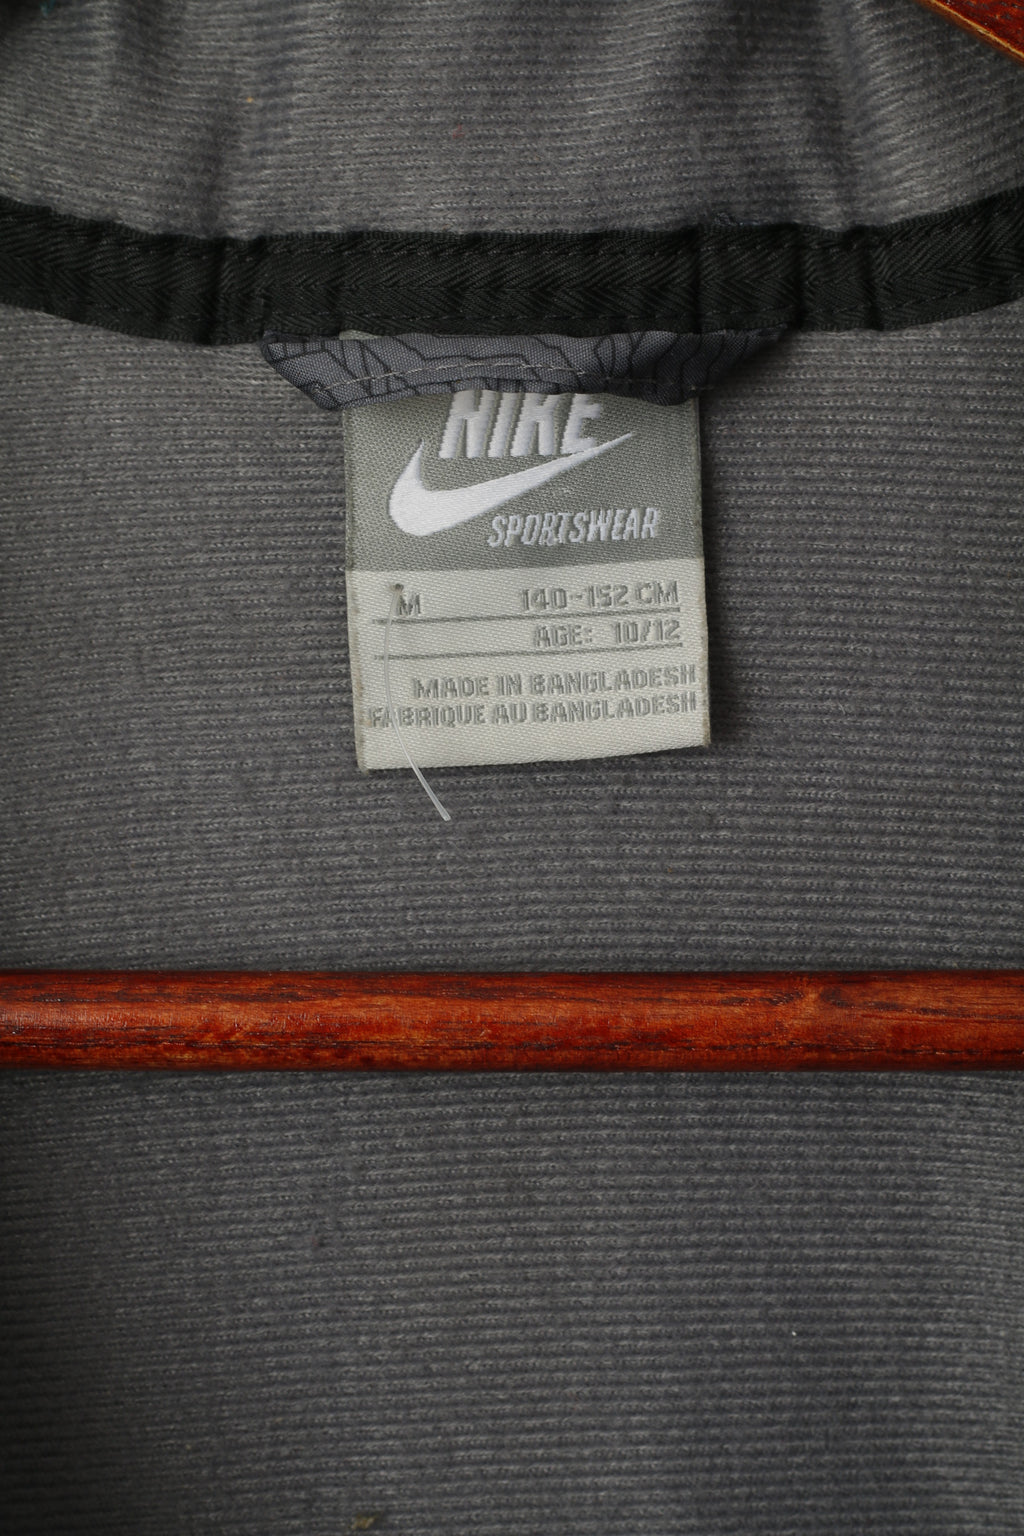 NIKE
SPORTSWEAR
M 140-152 CM
AGE: 10/12
MADE IN BANGLADESH
FABRIQUE AU BANGLADESH